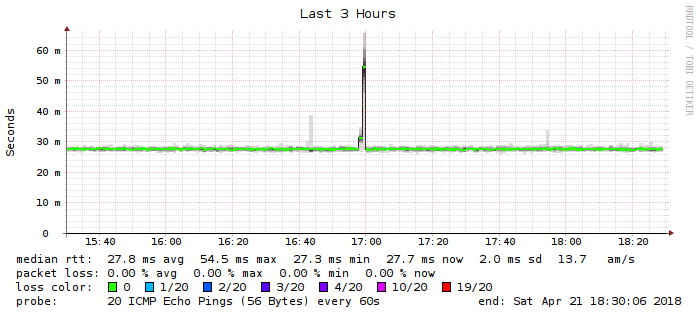 Last 3 Hours
RRDTOOL / TOBI OETIKER
Seconds
60 m
50 m
40 m
30 m
20 m
10 m
0
15:40 16:00 16:20 16:40 17:00 17:20 17:40 18:00 18:20
median rtt: 27.8 ms avg 54.5 ms max 27.3 ms min 27.7 ms now 2.0 ms sd 13.7 am/s
packet loss: 0.00 % avg 0.00 % max 0.00 % min 0.00 % now
loss color: 0 1/20 2/20 3/20 4/20 10/20 19/20
probe: 20 ICMP Echo Pings (56 Bytes) every 60s end: Sat Apr 21 18:30:06 2018